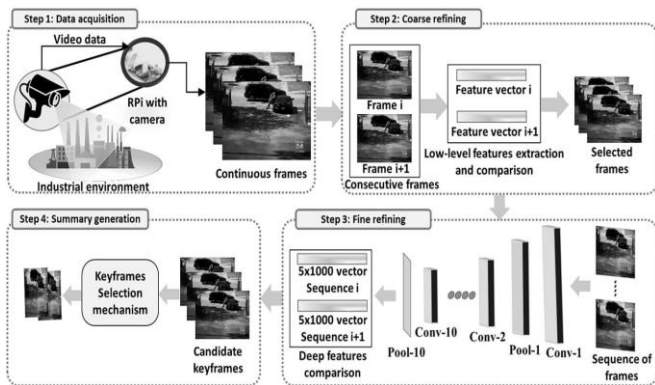 Step 1: Data acquisition
Video data
RPi with
camera
Industrial environment
Continuous frames
Step 2: Coarse refining
Frame i
Frame i+1
Consecutive frames
Feature vector i
Feature vector i+1
Low-level features extraction
and comparison
Selected
frames
Step 3: Fine refining
Sequence of
frames
Conv-1
Pool-1
Conv-2
Conv-10
Pool-10
5x1000 vector
Sequence i
5x1000 vector
Sequence i+1
Deep features
comparison
Step 4: Summary generation
Candidate
keyframes
Keyframes
Selection
mechanism